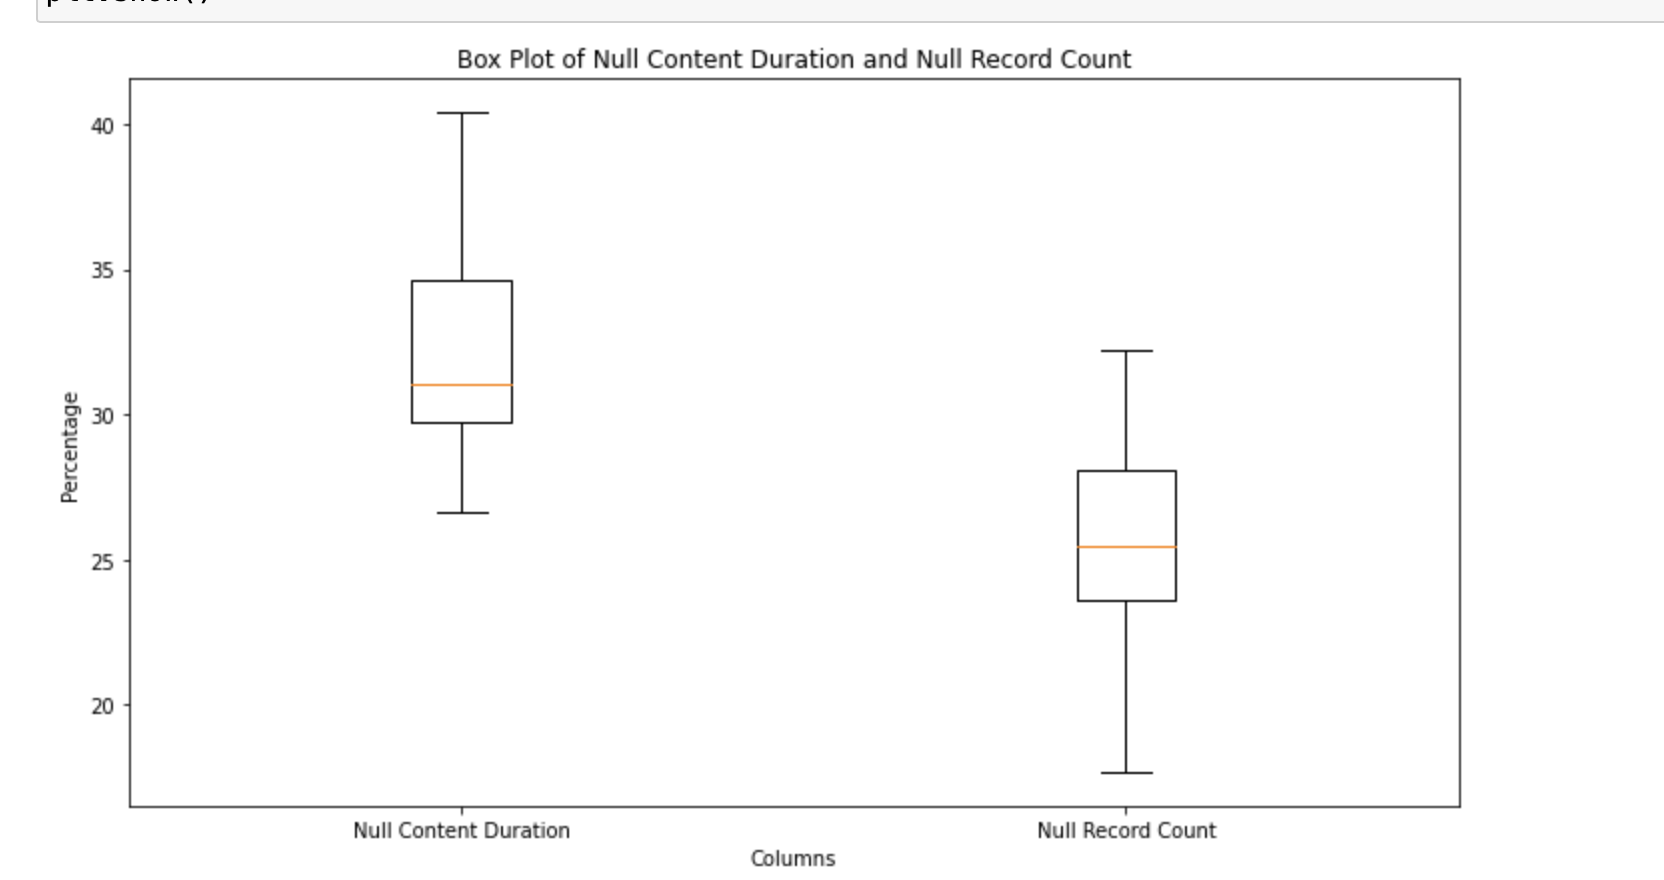 Box Plot of Null Content Duration and Null Record Count
40
35
30
25
20
Percentage
Null Content Duration
Null Record Count
Columns